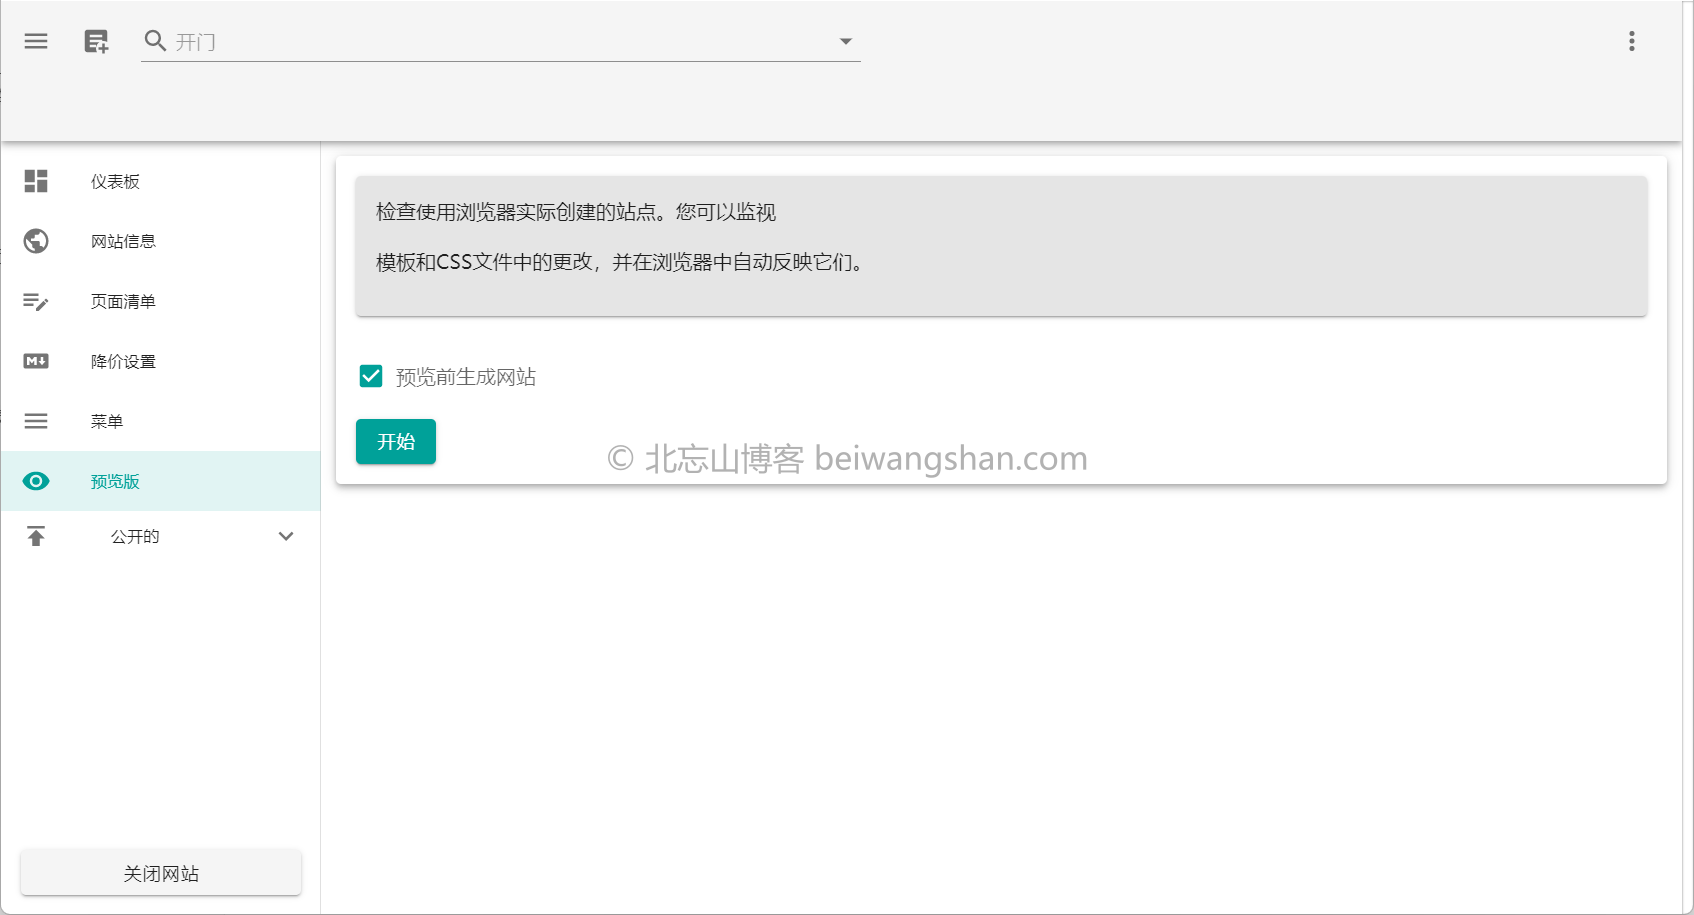 开门
仪表板
网站信息
页面清单
降价设置
菜单
预览版
公开的
关闭网站
检查使用浏览器实际创建的站点。您可以监视
模板和CSS文件中的更改，并在浏览器中自动反映它们。
预览前生成网站
开始
© 北忘山博客 beiwangshan.com